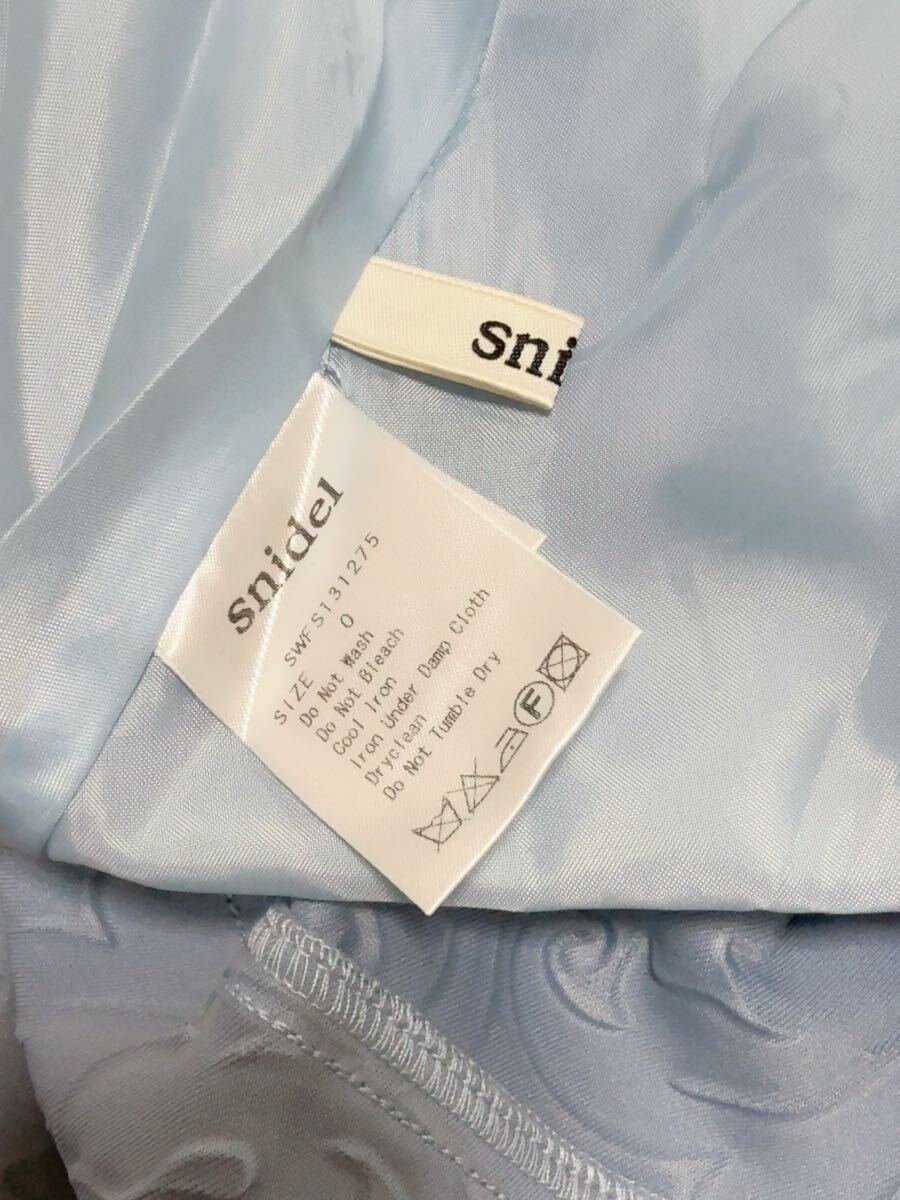 sni
snidel
SWFS131275
SIZE 0
Do Not Wash
Do Not Bleach
Cool Iron
Iron Under Damp Cloth
Dryclean
Do Not Tumble Dry
F